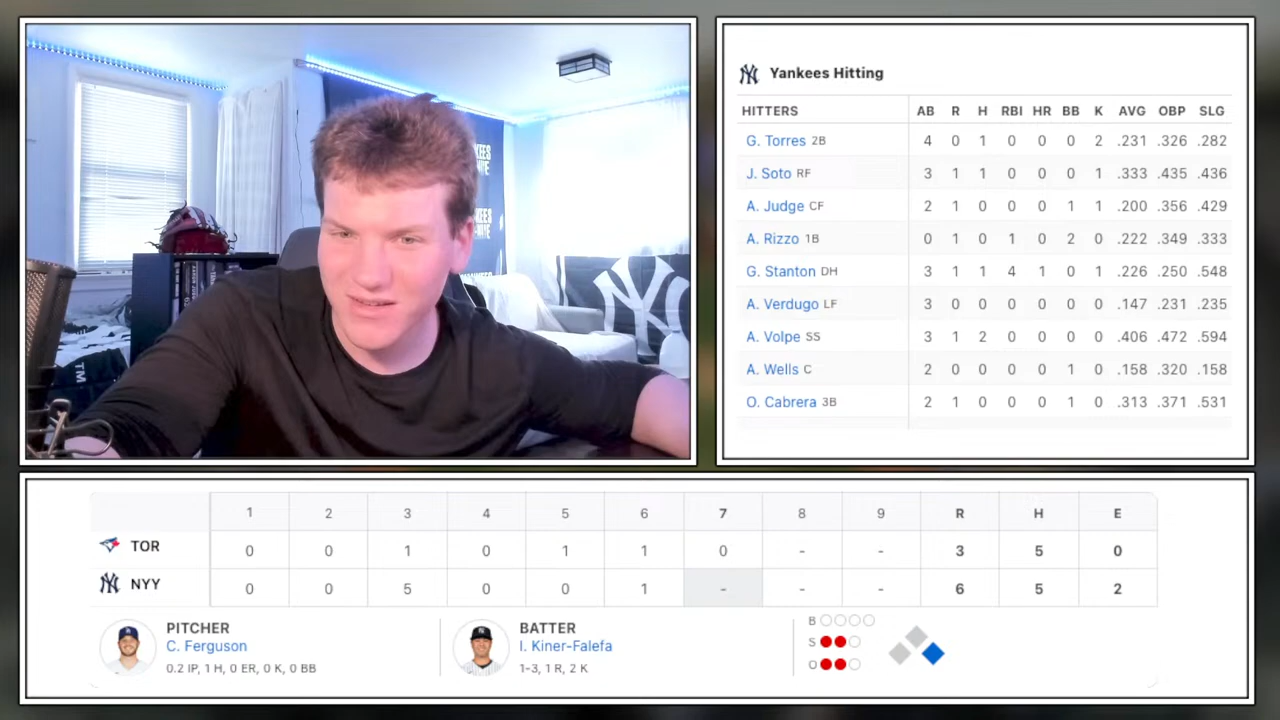 Yankees Hitting
HITTERS AB R H RBI HR BB K AVG OBP SLG
G. Torres 2B 4 0 1 0 0 0 2 .231 .326 .282
J. Soto RF 3 1 1 0 0 0 1 .333 .435 .436
A. Judge CF 2 1 0 0 0 1 1 .200 .356 .429
A. Rizzo 1B 0 1 0 1 0 2 0 .222 .349 .333
G. Stanton DH 3 1 1 4 1 0 1 .226 .250 .548
A. Verdugo LF 3 0 0 0 0 0 0 .147 .231 .235
A. Volpe SS 3 1 2 0 0 0 0 .406 .472 .594
A. Wells C 2 0 0 0 0 1 0 .158 .320 .158
O. Cabrera 3B 2 1 0 0 0 1 0 .313 .371 .531
1 2 3 4 5 6 7 8 9 R H E
TOR 0 0 1 0 1 1 0 - - 3 5 0
NYY 0 0 5 0 0 1 - - - 6 5 2
PITCHER
C. Ferguson
0.2 IP, 1 H, 0 ER, 0 K, 0 BB
BATTER
I. Kiner-Falefa
1-3, 1 R, 2 K
B
S
O